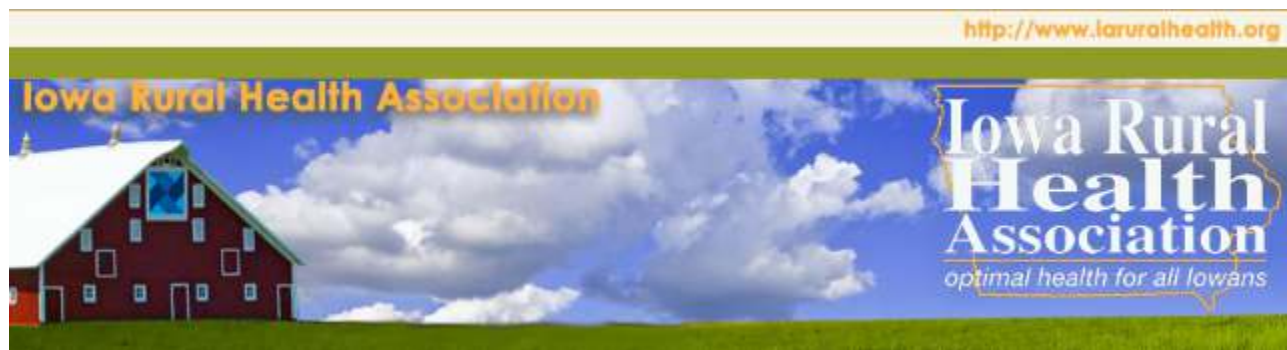 http://www.iaruralhealth.org
Iowa Rural Health Association
Iowa Rural
Health
Association
optimal health for all Iowans